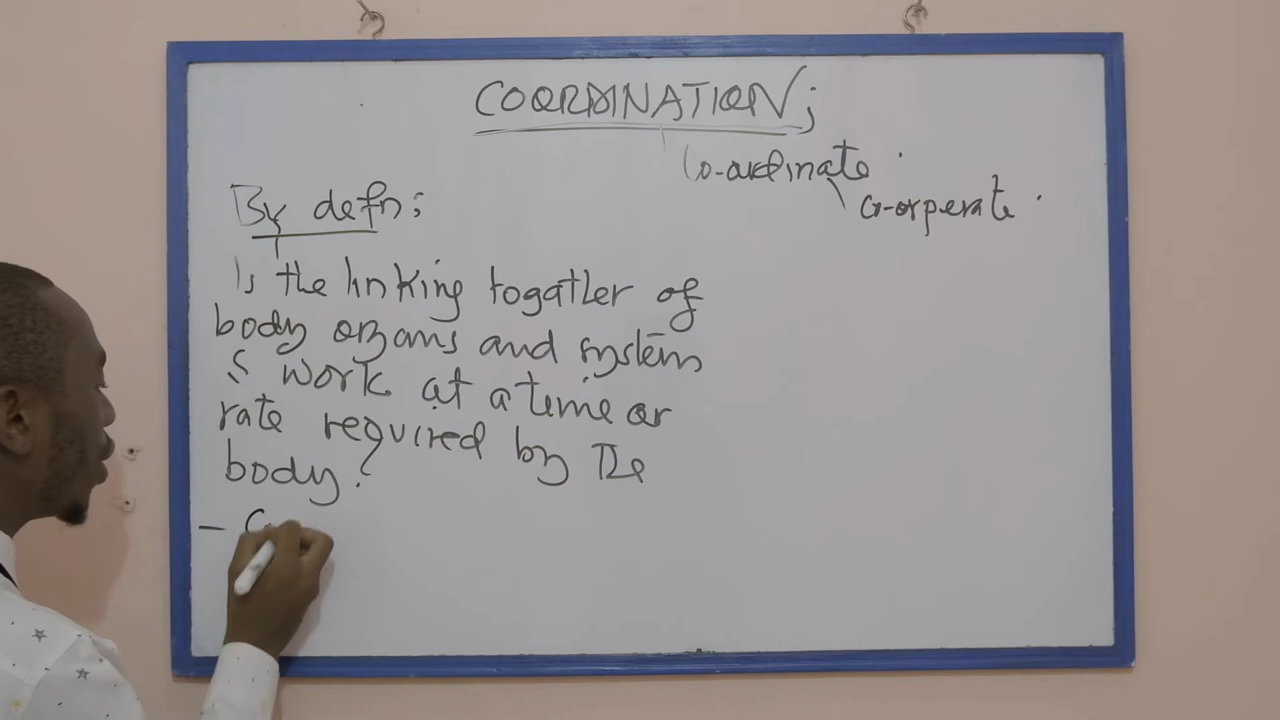 COORDINATION;
Co-ordinate
Co-orperate
By defn;
Is the linking togather of
body organs and systems
S work at a time or
rate required by the
body.
- C